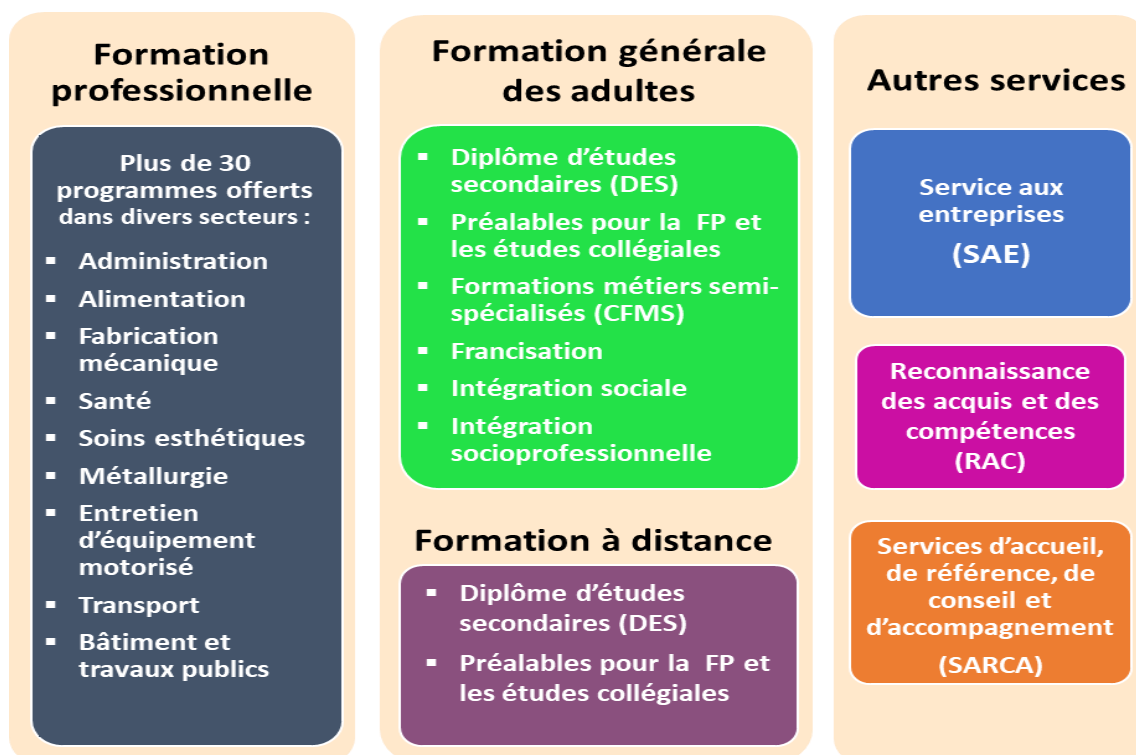 Formation
professionnelle
Plus de 30
programmes offerts
dans divers secteurs :
▪ Administration
▪ Alimentation
▪ Fabrication
mécanique
▪ Santé
▪ Soins esthétiques
▪ Métallurgie
▪ Entretien
d’équipement
motorisé
▪ Transport
▪ Bâtiment et
travaux publics
Formation générale
des adultes
▪ Diplôme d’études
secondaires (DES)
▪ Préalables pour la FP et
les études collégiales
▪ Formations métiers semi-
spécialisés (CFMS)
▪ Francisation
▪ Intégration sociale
▪ Intégration
socioprofessionnelle
Formation à distance
▪ Diplôme d’études
secondaires (DES)
▪ Préalables pour la FP et
les études collégiales
Autres services
Service aux
entreprises
(SAE)
Reconnaissance
des acquis et des
compétences
(RAC)
Services d’accueil,
de référence, de
conseil et
d’accompagnement
(SARCA)